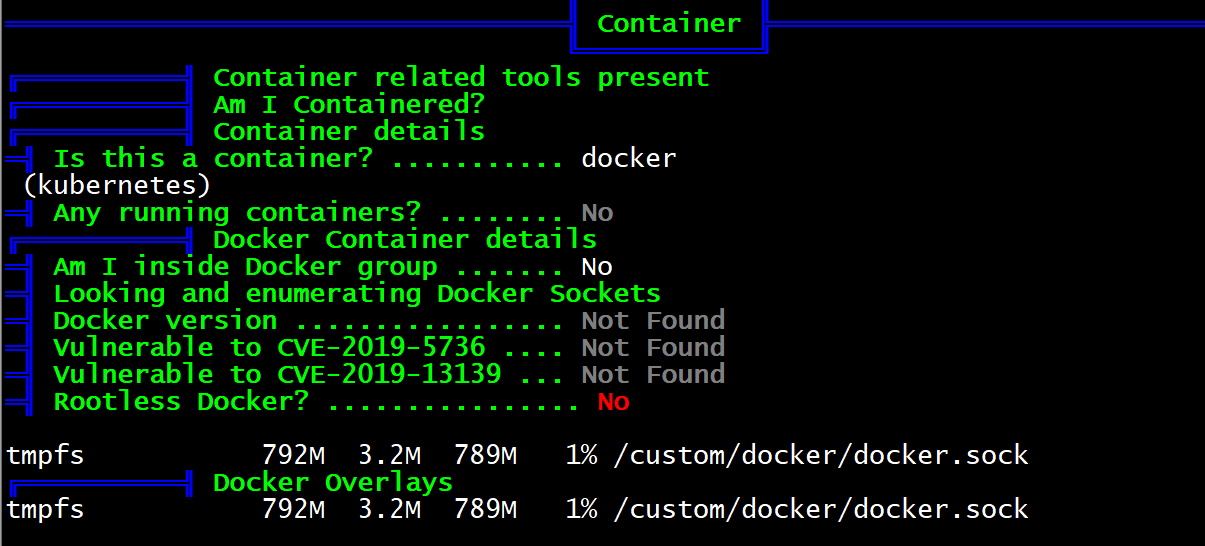 Container
Container related tools present
Am I Containered?
Container details
Is this a container? ........... docker
(kubernetes)
Any running containers? ........ No
Docker Container details
Am I inside Docker group ....... No
Looking and enumerating Docker Sockets
Docker version ................. Not Found
Vulnerable to CVE-2019-5736 .... Not Found
Vulnerable to CVE-2019-13139 ... Not Found
Rootless Docker? ................ No
tmpfs 792M 3.2M 789M 1% /custom/docker/docker.sock
Docker Overlays
tmpfs 792M 3.2M 789M 1% /custom/docker/docker.sock